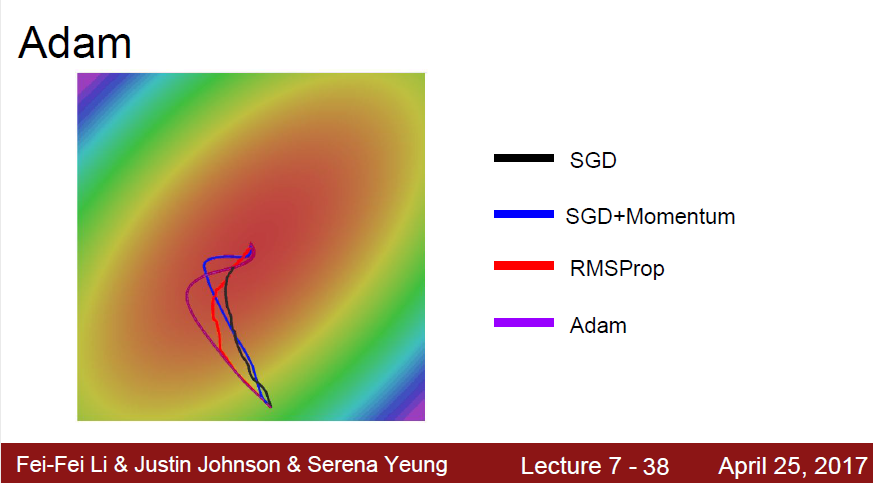 Adam
SGD
SGD+Momentum
RMSProp
Adam
Fei-Fei Li & Justin Johnson & Serena Yeung Lecture 7 - 38 April 25, 2017